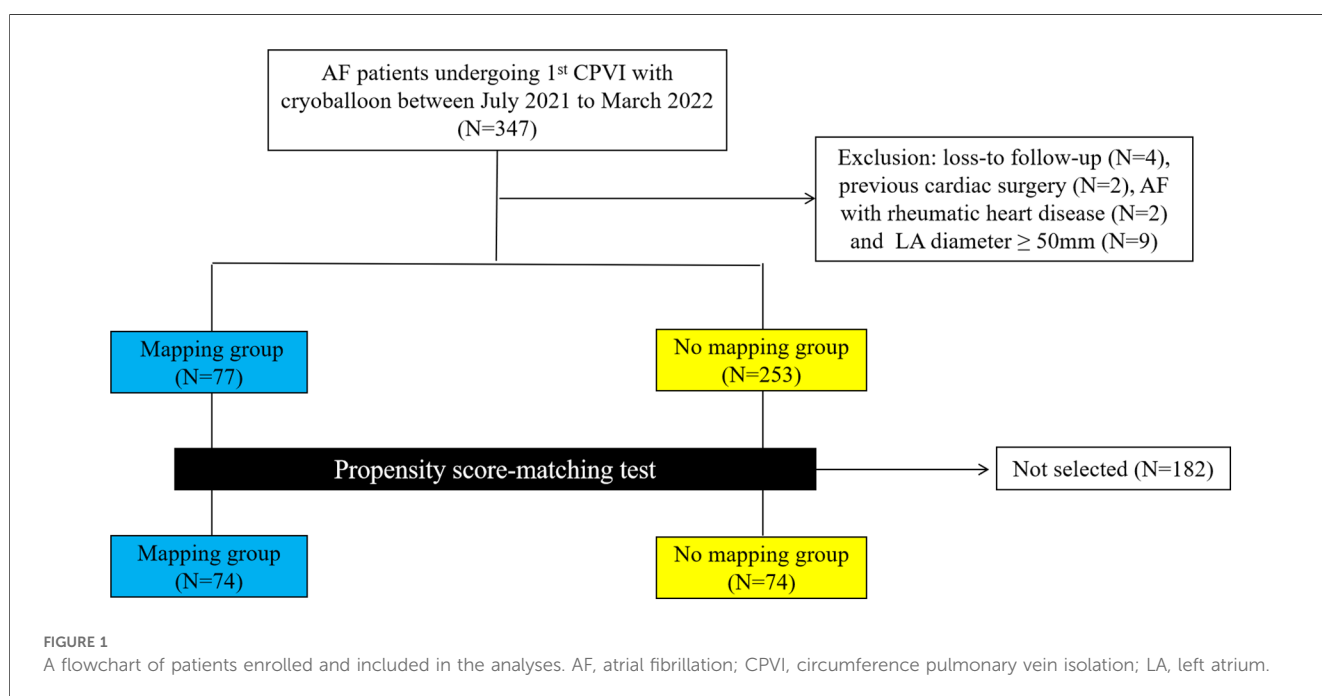 AF patients undergoing 1st CPVI with
cryoballoon between July 2021 to March 2022
(N=347)
Exclusion: loss-to follow-up (N=4),
previous cardiac surgery (N=2), AF
with rheumatic heart disease (N=2)
and LA diameter ≥ 50mm (N=9)
Mapping group
(N=77)
No mapping group
(N=253)
Propensity score-matching test
Not selected (N=182)
Mapping group
(N=74)
No mapping group
(N=74)
FIGURE 1
A flowchart of patients enrolled and included in the analyses. AF, atrial fibrillation; CPVI, circumference pulmonary vein isolation; LA, left atrium.